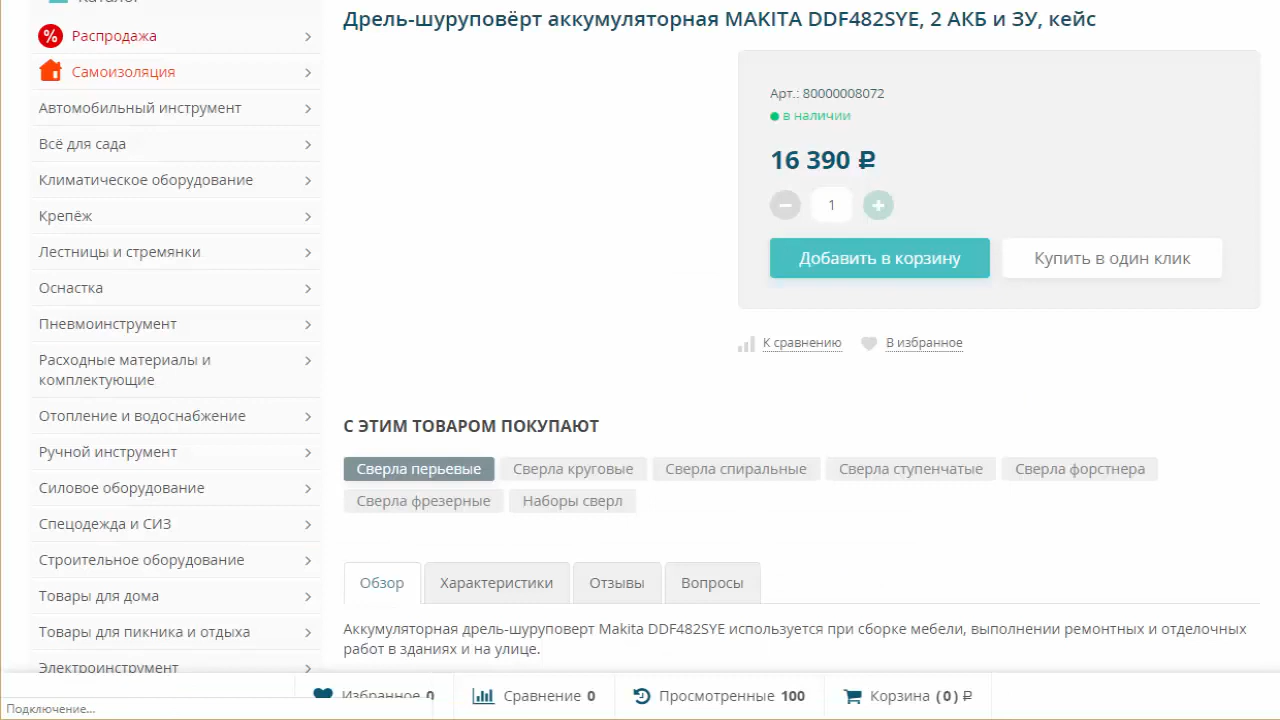 Каталог
Распродажа
Самоизоляция
Автомобильный инструмент
Всё для сада
Климатическое оборудование
Крепёж
Лестницы и стремянки
Оснастка
Пневмоинструмент
Расходные материалы и
комплектующие
Отопление и водоснабжение
Ручной инструмент
Силовое оборудование
Спецодежда и СИЗ
Строительное оборудование
Товары для дома
Товары для пикника и отдыха
Электроинструмент
Дрель-шуруповёрт аккумуляторная MAKITA DDF482SYE, 2 АКБ и ЗУ, кейс
Арт.: 80000008072
в наличии
16 390 ₽
1
Добавить в корзину
Купить в один клик
К сравнению
В избранное
С ЭТИМ ТОВАРОМ ПОКУПАЮТ
Сверла перьевые Сверла круговые Сверла спиральные Сверла ступенчатые Сверла форстнера
Сверла фрезерные Наборы сверл
Обзор Характеристики Отзывы Вопросы
Аккумуляторная дрель-шуруповерт Makita DDF482SYE используется при сборке мебели, выполнении ремонтных и отделочных
работ в зданиях и на улице.
Избранное 0 Сравнение 0 Просмотренные 100 Корзина (0) ₽
Подключение...